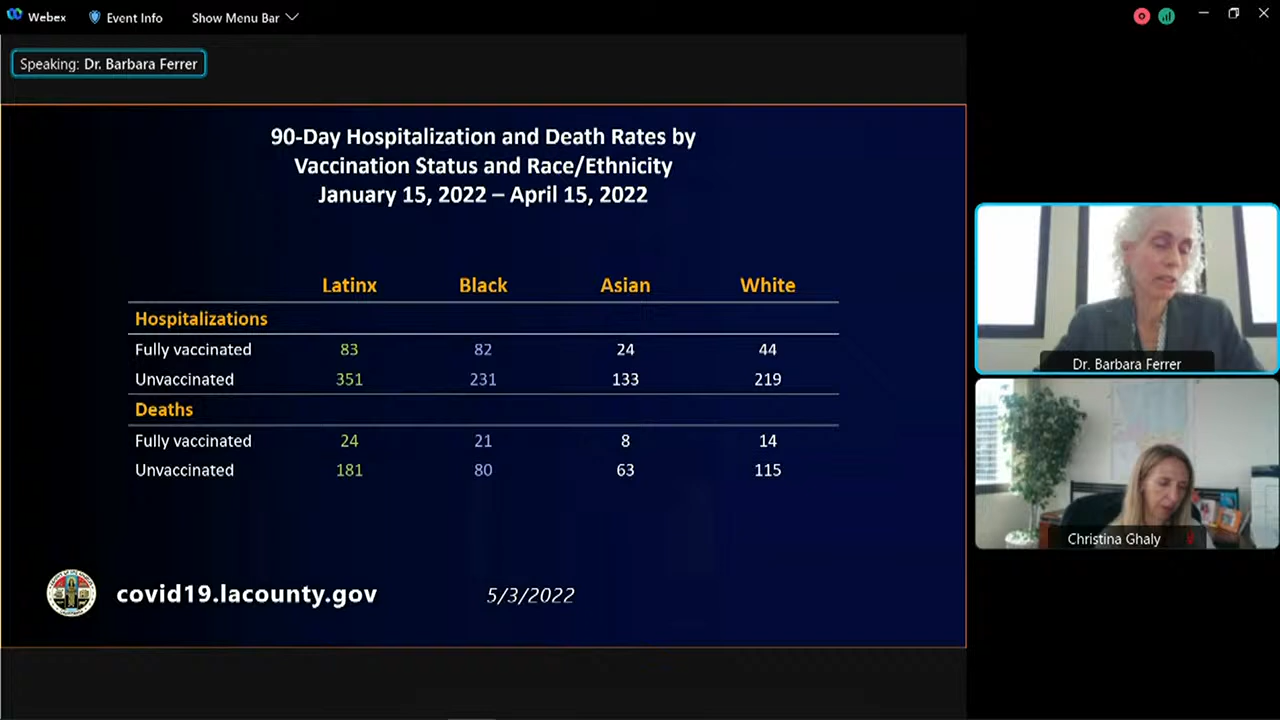 Webex Event Info Show Menu Bar
Speaking: Dr. Barbara Ferrer
90-Day Hospitalization and Death Rates by
Vaccination Status and Race/Ethnicity
January 15, 2022 – April 15, 2022
Latinx Black Asian White
Hospitalizations
Fully vaccinated 83 82 24 44
Unvaccinated 351 231 133 219
Deaths
Fully vaccinated 24 21 8 14
Unvaccinated 181 80 63 115
covid19.lacounty.gov 5/3/2022
Dr. Barbara Ferrer
Christina Ghaly